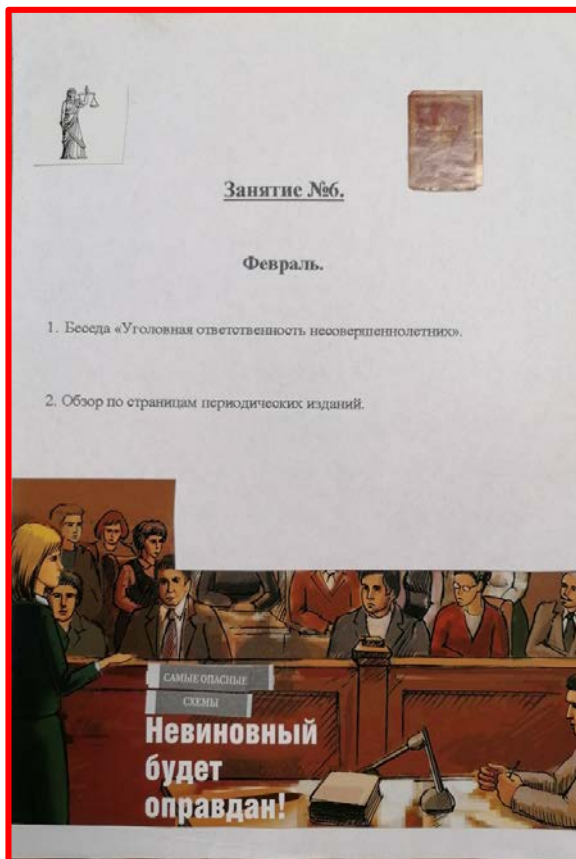 Занятие №6.
Февраль.
1. Беседа «Уголовная ответственность несовершеннолетних».
2. Обзор по страницам периодических изданий.
САМЫЕ ОПАСНЫЕ
СХЕМЫ
Невиновный
будет
оправдан!